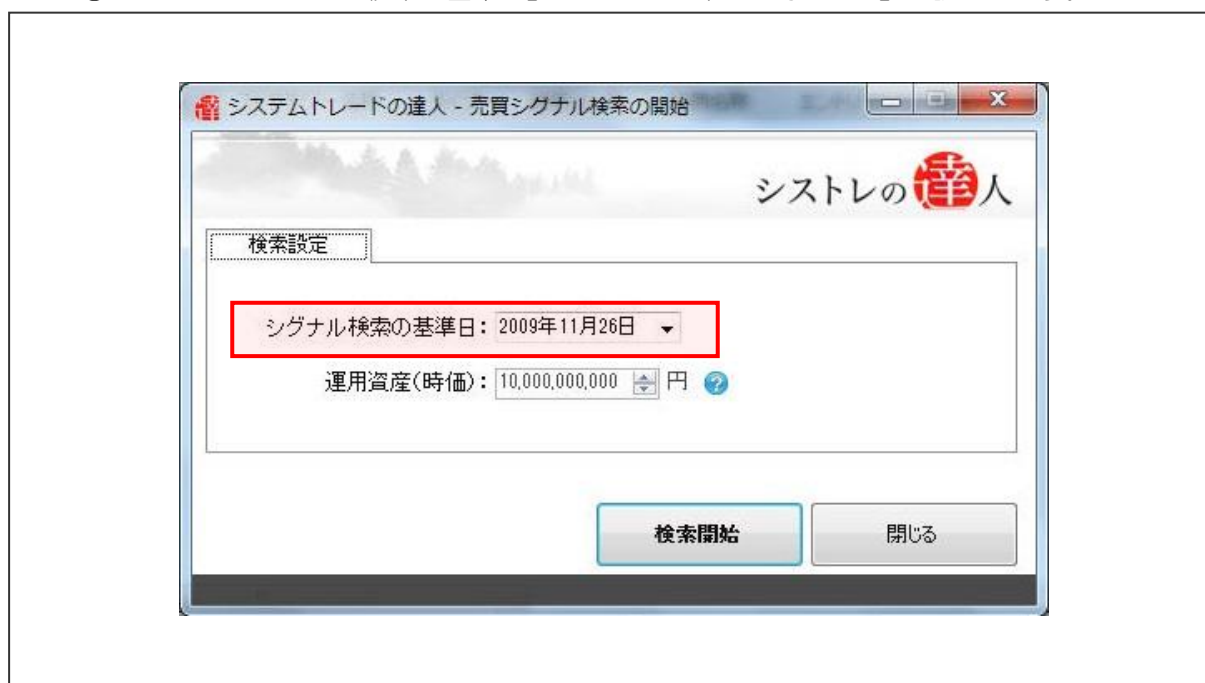 システムトレードの達人 - 売買シグナル検索の開始
シストレの達人
検索設定
シグナル検索の基準日： 2009年11月26日
運用資産(時価)： 10,000,000,000 円 ?
検索開始
閉じる